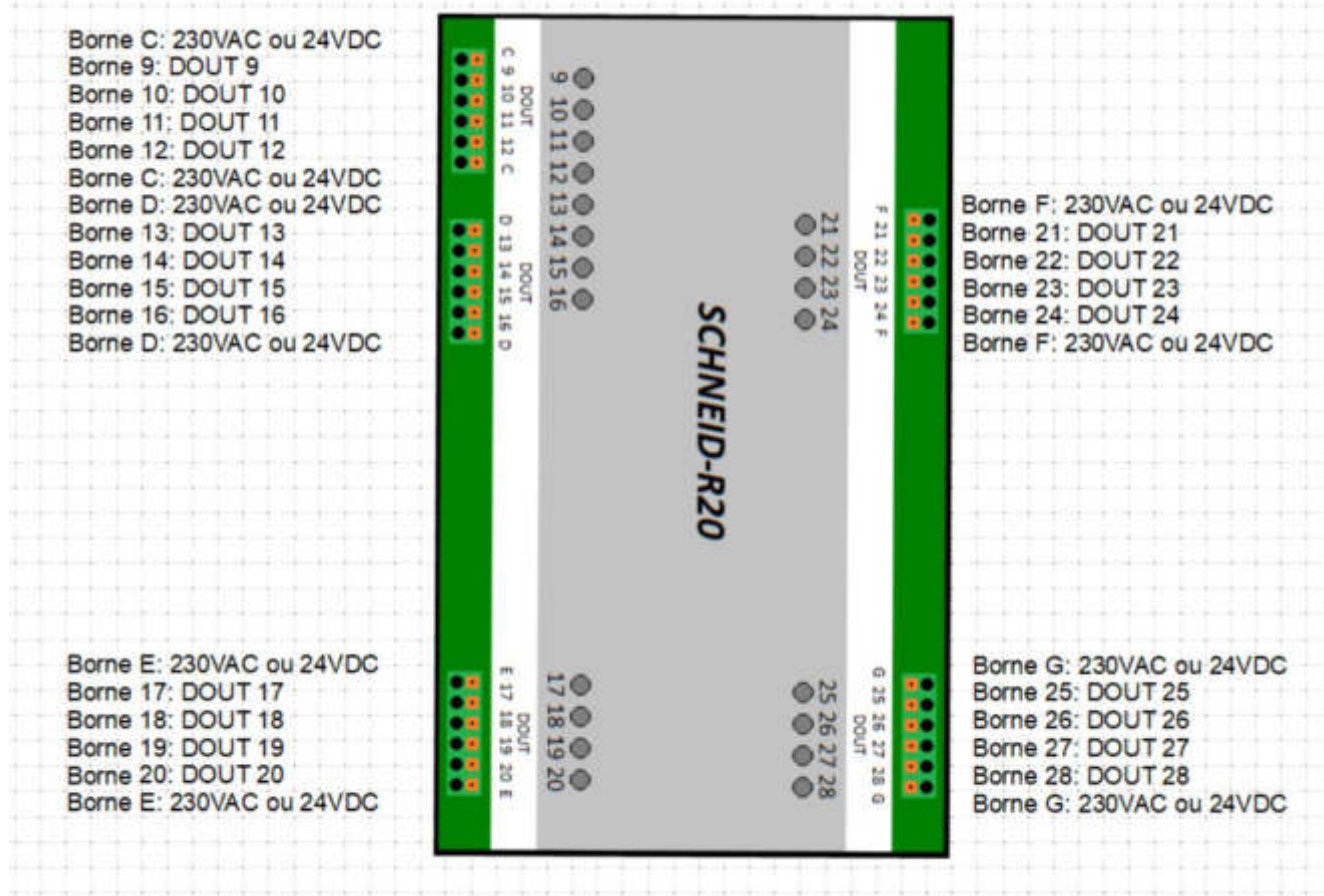 Borne C: 230VAC ou 24VDC
Borne 9: DOUT 9
Borne 10: DOUT 10
Borne 11: DOUT 11
Borne 12: DOUT 12
Borne C: 230VAC ou 24VDC
Borne D: 230VAC ou 24VDC
Borne 13: DOUT 13
Borne 14: DOUT 14
Borne 15: DOUT 15
Borne 16: DOUT 16
Borne D: 230VAC ou 24VDC
Borne E: 230VAC ou 24VDC
Borne 17: DOUT 17
Borne 18: DOUT 18
Borne 19: DOUT 19
Borne 20: DOUT 20
Borne E: 230VAC ou 24VDC
C 9 10 11 12 C
DOUT
D 13 14 15 16 D
DOUT
E 17 18 19 20 E
DOUT
9 10 11 12 13 14 15 16
17 18 19 20
SCHNEID-R20
21 22 23 24
25 26 27 28
F 21 22 23 24 F
DOUT
G 25 26 27 28 G
DOUT
Borne F: 230VAC ou 24VDC
Borne 21: DOUT 21
Borne 22: DOUT 22
Borne 23: DOUT 23
Borne 24: DOUT 24
Borne F: 230VAC ou 24VDC
Borne G: 230VAC ou 24VDC
Borne 25: DOUT 25
Borne 26: DOUT 26
Borne 27: DOUT 27
Borne 28: DOUT 28
Borne G: 230VAC ou 24VDC